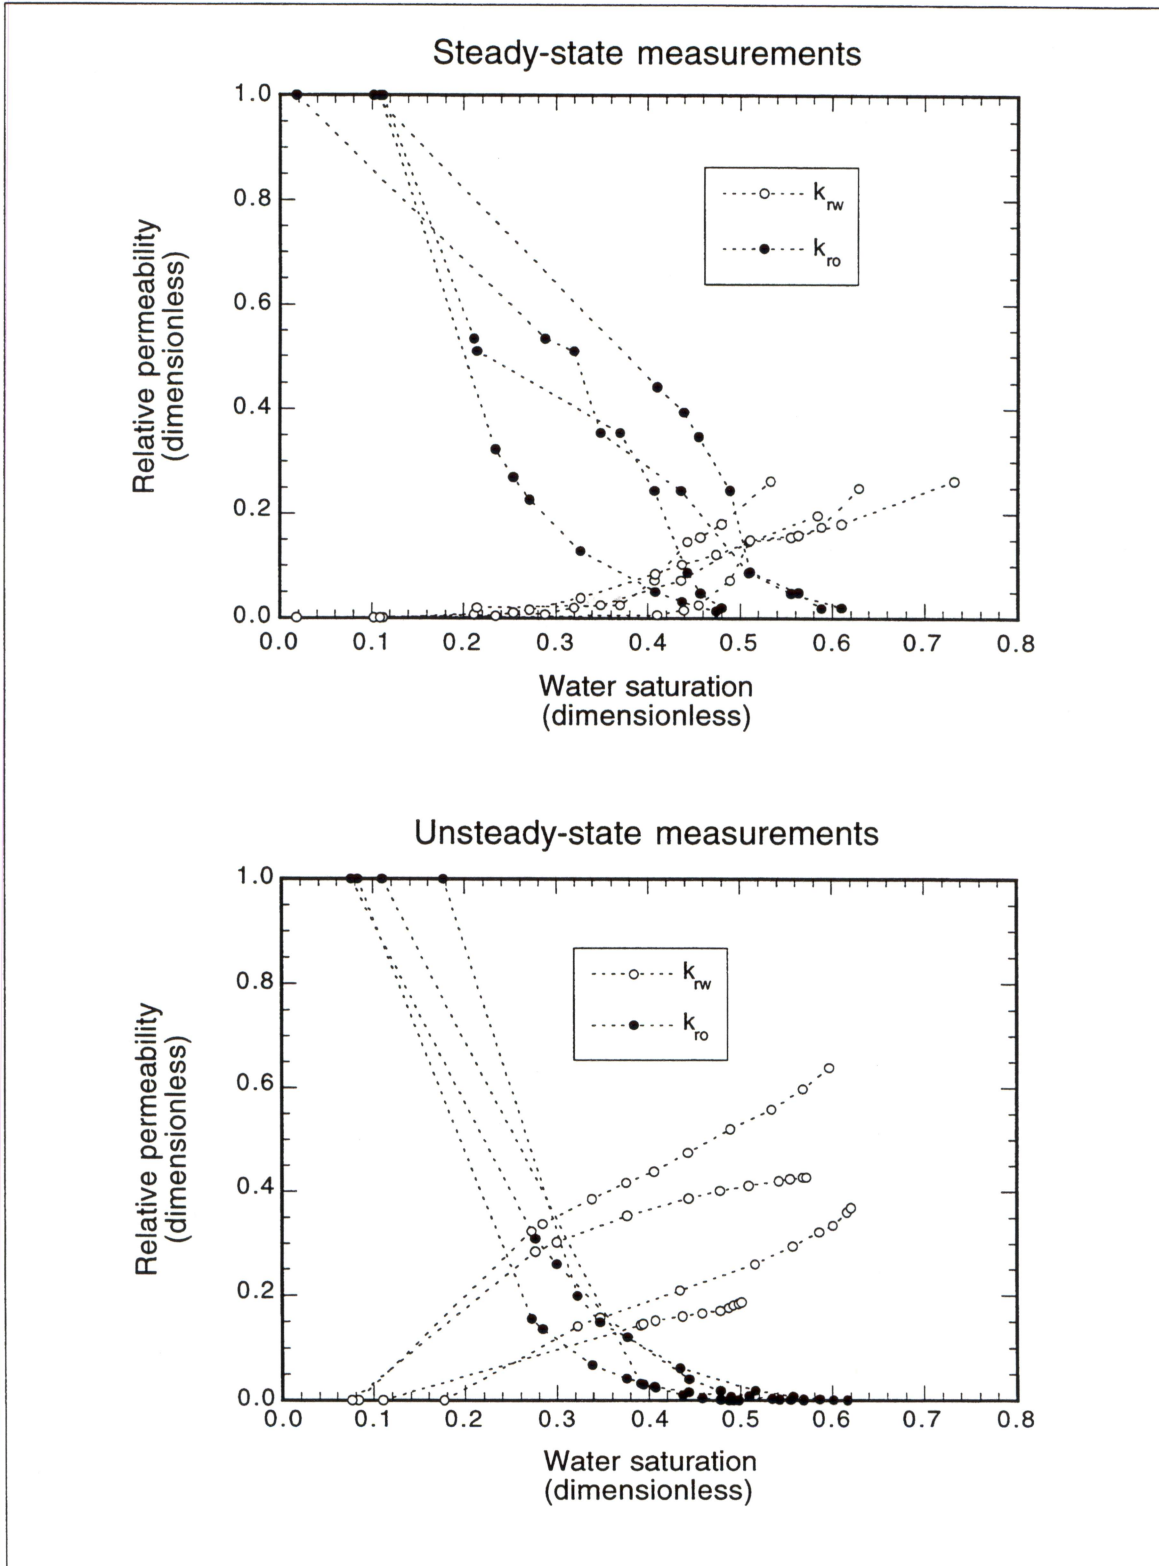 Steady-state measurements
1.0
0.8
0.6
0.4
0.2
0.0
Relative permeability
(dimensionless)
krw
kro
0.0 0.1 0.2 0.3 0.4 0.5 0.6 0.7 0.8
Water saturation
(dimensionless)
Unsteady-state measurements
1.0
0.8
0.6
0.4
0.2
0.0
Relative permeability
(dimensionless)
krw
kro
0.0 0.1 0.2 0.3 0.4 0.5 0.6 0.7 0.8
Water saturation
(dimensionless)